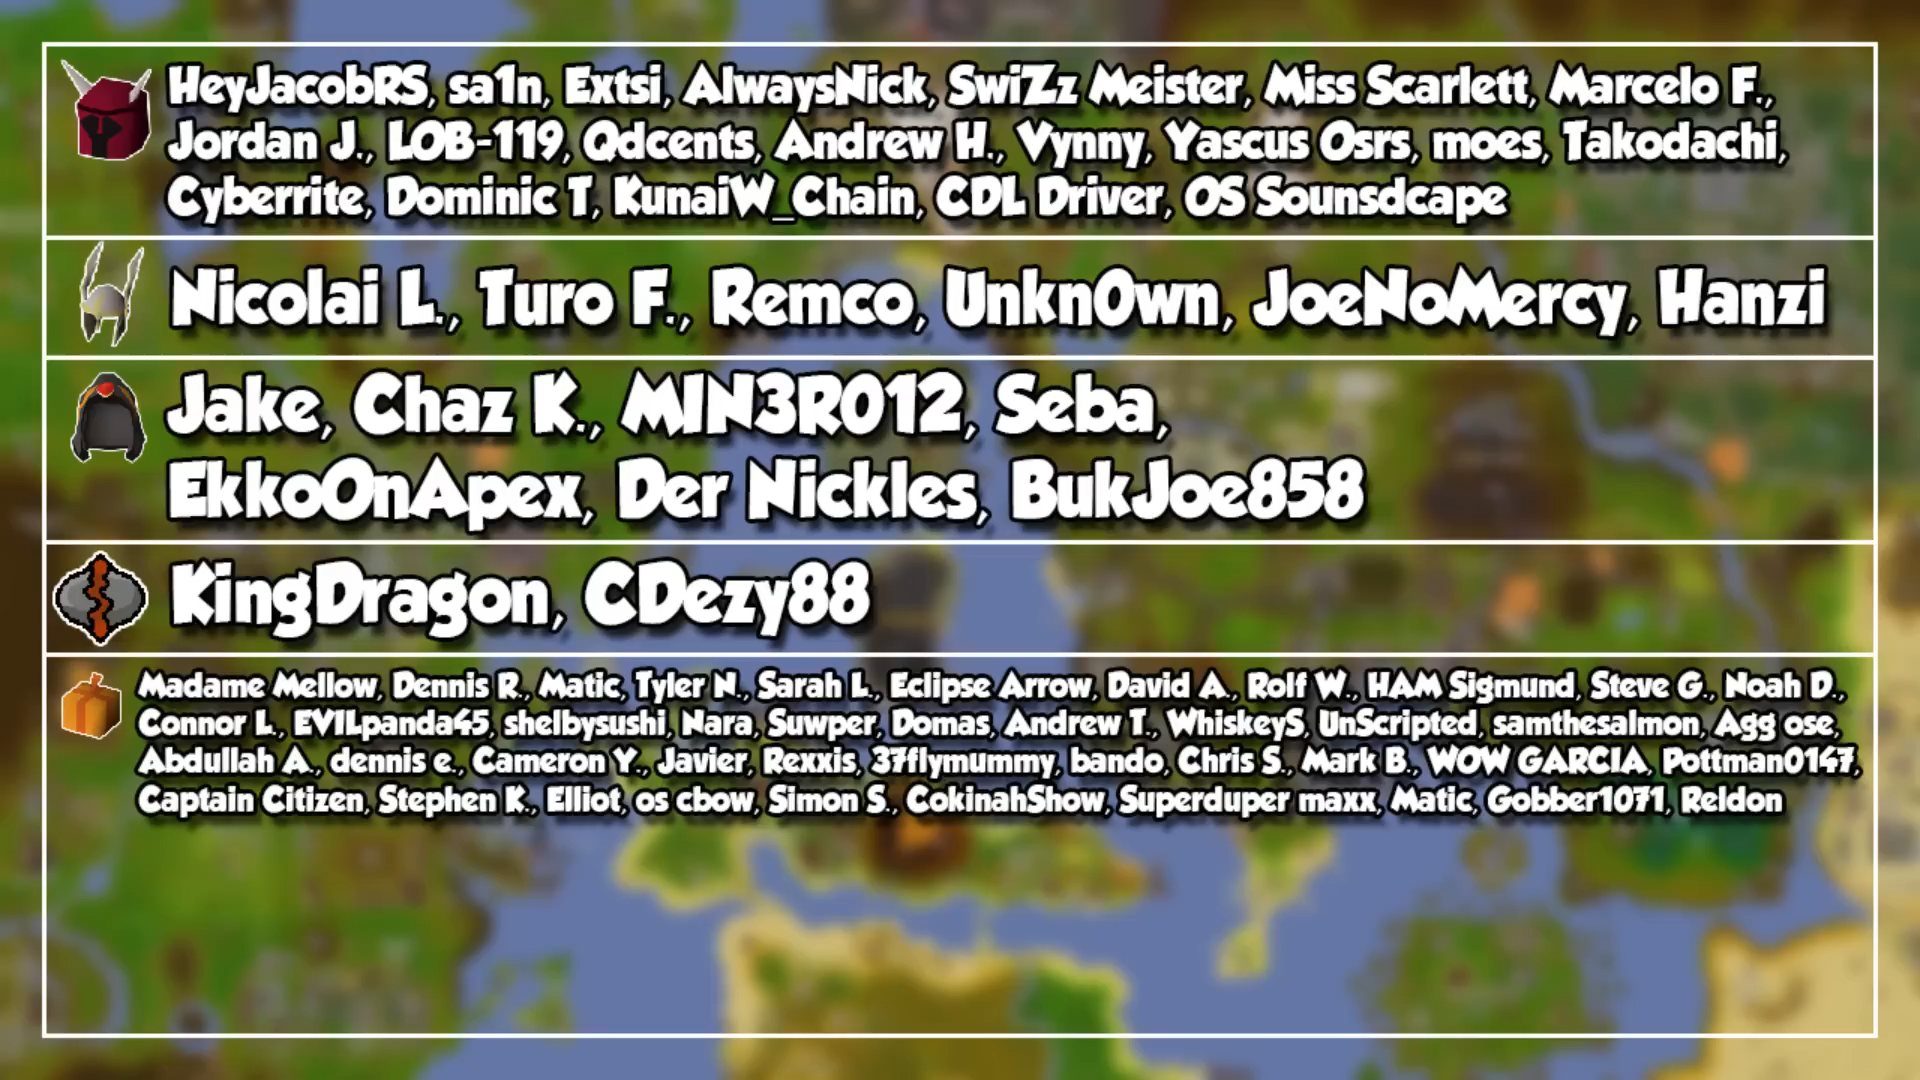 HeyJacobRS, sa1n, Extsi, AlwaysNick, SwiZz Meister, Miss Scarlett, Marcelo F.,
Jordan J., LOB-119, Qdcents, Andrew H., Vynny, Yascus Osrs, moes, Takodachi,
Cyberrite, Dominic T, KunaiW_Chain, CDL Driver, OS Sounsdcape
Nicolai L., Turo F., Remco, Unkn0wn, JoeNoMercy, Hanzi
Jake, Chaz K., MIN3R012, Seba,
EkkoOnApex, Der Nickles, BukJoe858
KingDragon, CDezy88
Madame Mellow, Dennis R., Matic, Tyler N., Sarah L., Eclipse Arrow, David A., Rolf W., HAM Sigmund, Steve G., Noah D.,
Connor L., EVILpanda45, shelbysushi, Nara, Suwper, Domas, Andrew T., WhiskeyS, UnScripted, samthesalmon, Agg ose,
Abdullah A., dennis e., Cameron Y., Javier, Rexxis, 37flymummy, bando, Chris S., Mark B., WOW GARCIA, Pottman0147,
Captain Citizen, Stephen K., Elliot, os cbow, Simon S., CokinahShow, Superduper maxx, Matic, Gobber1071, Reldon